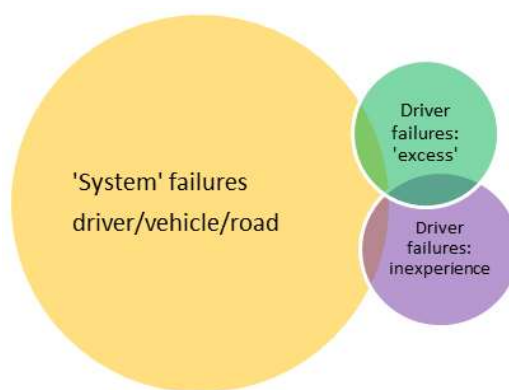 'System' failures
driver/vehicle/road
Driver
failures:
'excess'
Driver
failures:
inexperience